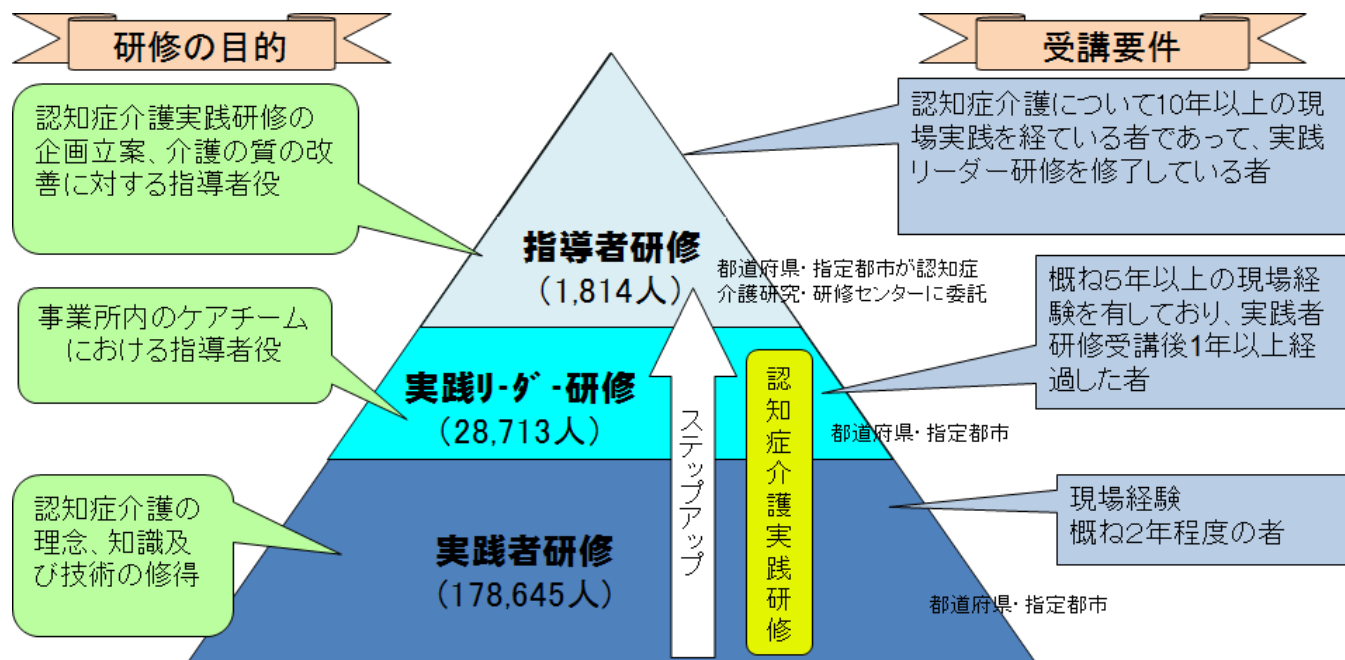 研修の目的
受講要件
認知症介護実践研修の
企画立案、介護の質の改
善に対する指導者役
認知症介護について10年以上の現
場実践を経ている者であって、実践
リーダー研修を修了している者
指導者研修
(1,814人)
都道府県・指定都市が認知症
介護研究・研修センターに委託
事業所内のケアチーム
における指導者役
概ね5年以上の現場経
験を有しており、実践者
研修受講後1年以上経
過した者
実践リーダー研修
(28,713人)
都道府県・指定都市
ステップアップ
認知症介護実践研修
認知症介護の
理念、知識及
び技術の修得
現場経験
概ね2年程度の者
実践者研修
(178,645人)
都道府県・指定都市